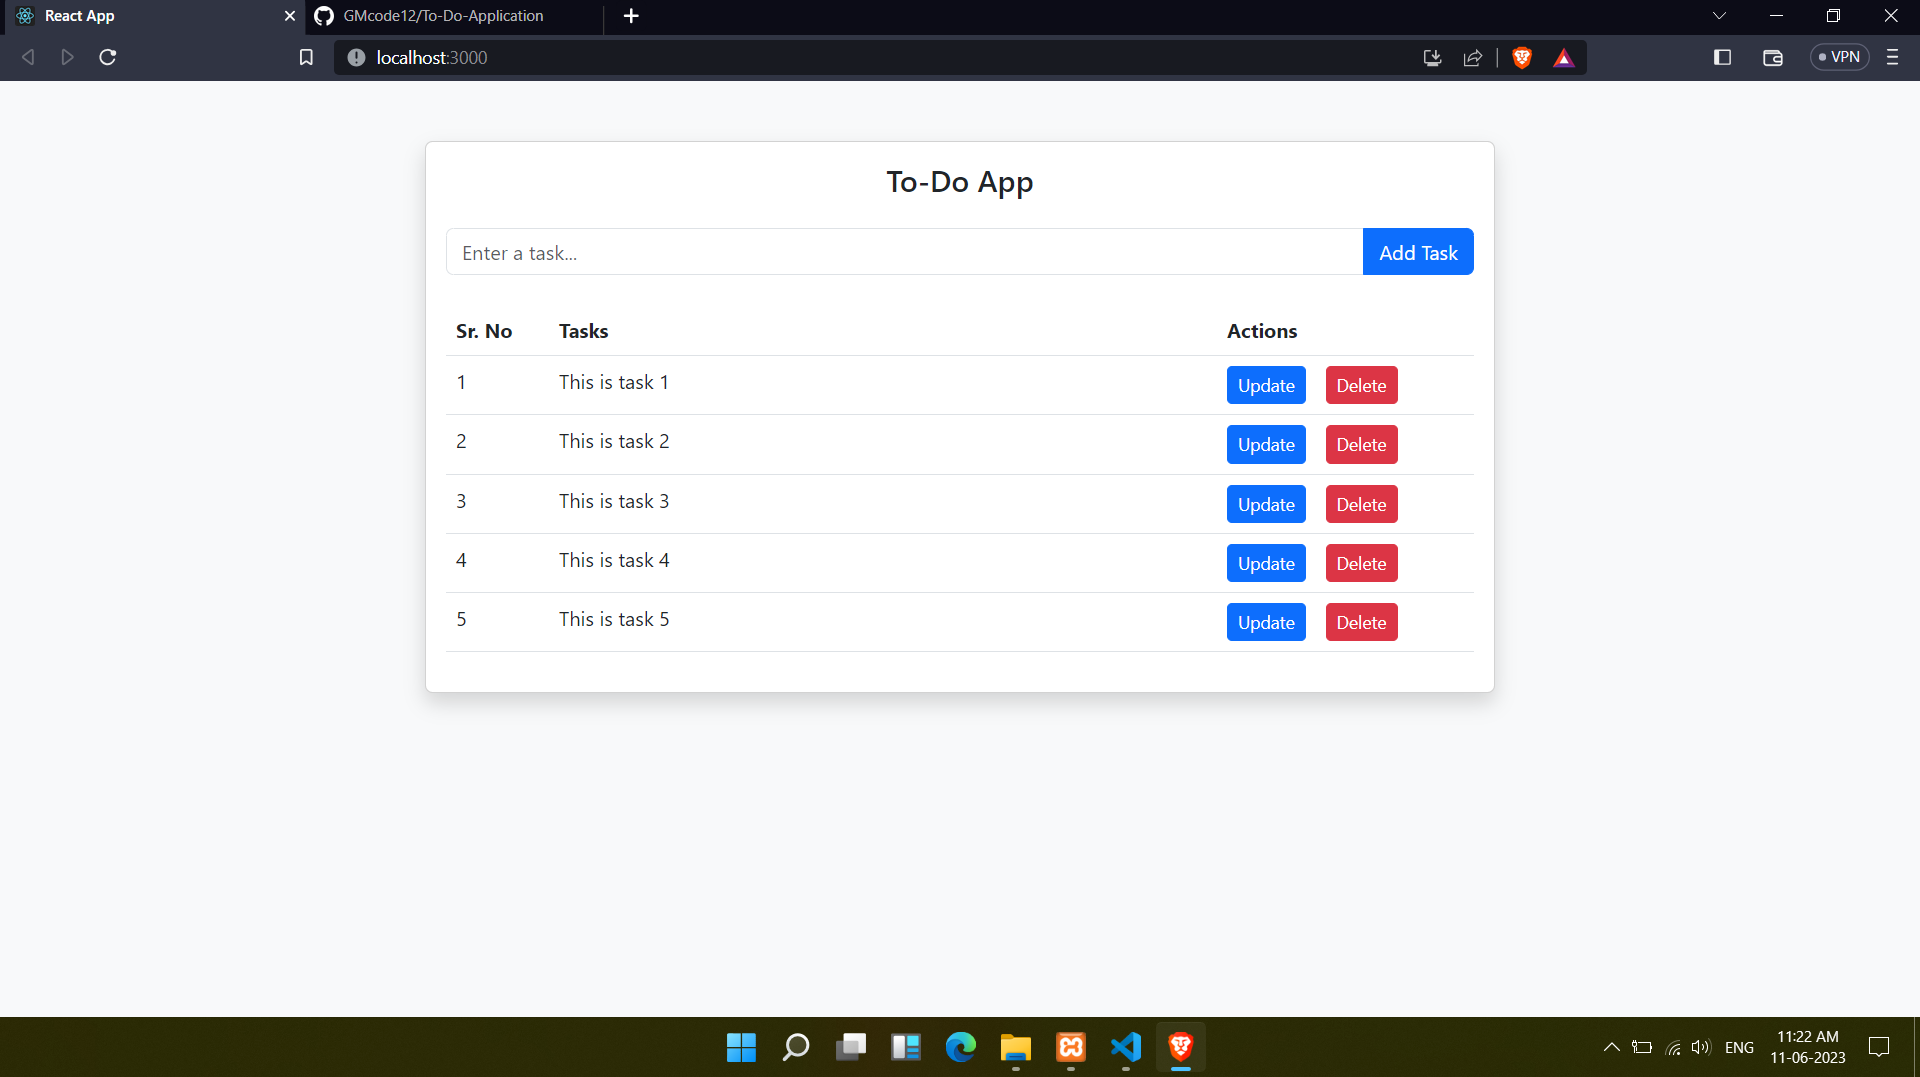 React App
GMcode12/To-Do-Application
localhost:3000
VPN
To-Do App
Enter a task...
Add Task
Sr. No Tasks Actions
1 This is task 1 Update Delete
2 This is task 2 Update Delete
3 This is task 3 Update Delete
4 This is task 4 Update Delete
5 This is task 5 Update Delete
ENG
11:22 AM
11-06-2023